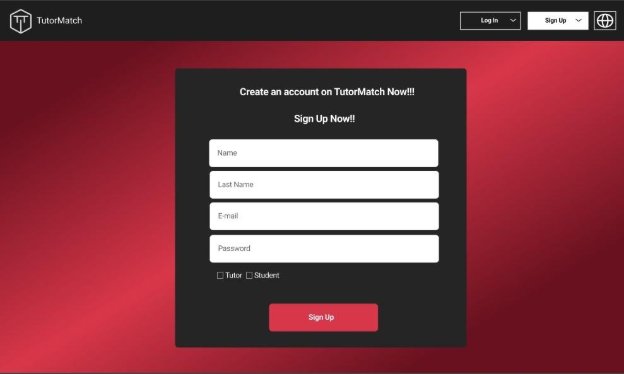 TutorMatch
Log In
Sign Up
Create an account on TutorMatch Now!!!
Sign Up Now!!
Name
Last Name
E-mail
Password
Tutor Student
Sign Up